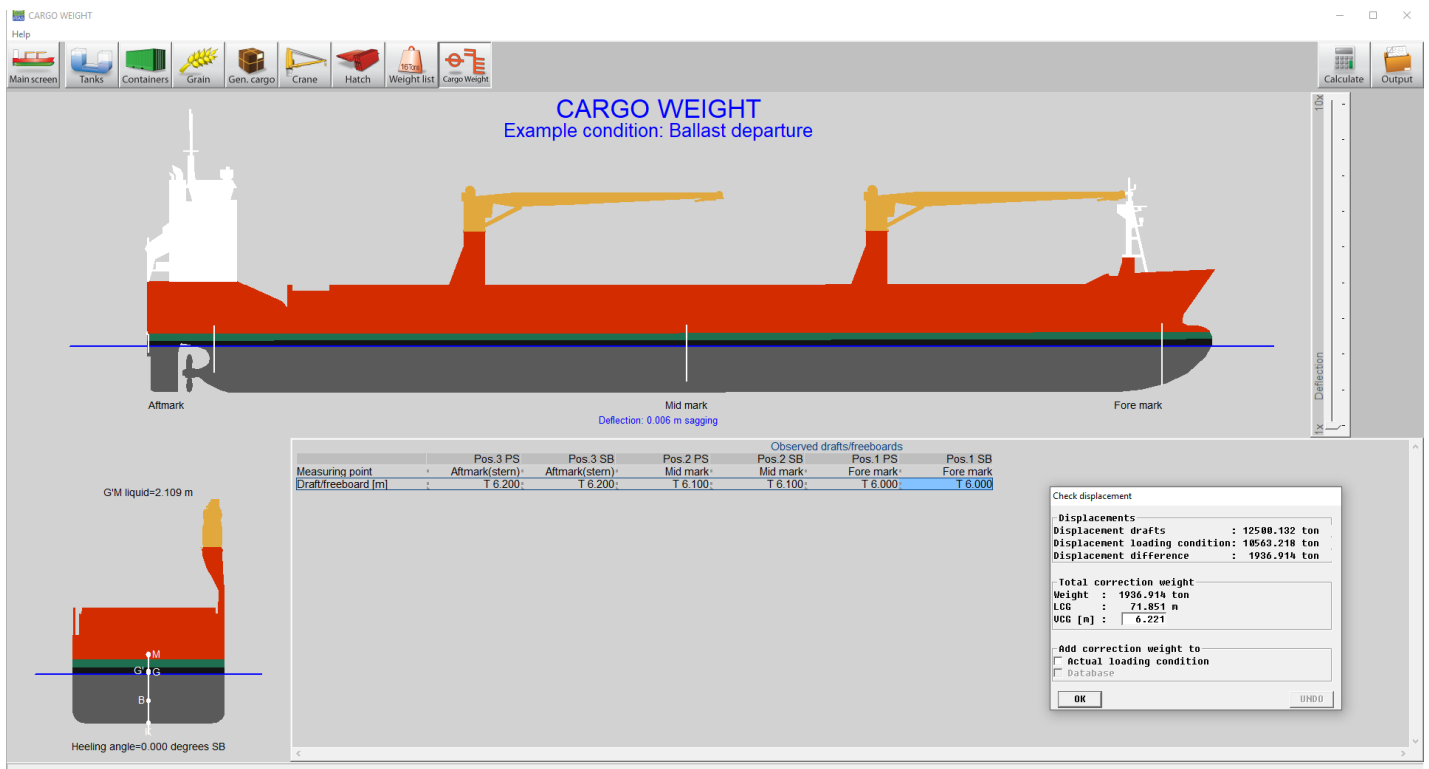 CARGO WEIGHT
Help
Main screen Tanks Containers Grain Gen. cargo Crane Hatch Weight list Cargo Weight Calculate Output
16Tons
CARGO WEIGHT
Example condition: Ballast departure
10x
Deflection
1x
Aftmark Mid mark Fore mark
Deflection: 0.006 m sagging
Observed drafts/freeboards
Pos.3 PS Pos.3 SB Pos.2 PS Pos.2 SB Pos.1 PS Pos.1 SB
Measuring point Aftmark(stern) Aftmark(stern) Mid mark Mid mark Fore mark Fore mark
Draft/freeboard [m] T 6.200 T 6.200 T 6.100 T 6.100 T 6.000 T 6.000
G'M liquid=2.109 m
M
G' G
B
K
Heeling angle=0.000 degrees SB
Check displacement
Displacements
Displacement drafts : 12500.132 ton
Displacement loading condition: 10563.218 ton
Displacement difference : 1936.914 ton
Total correction weight
Weight : 1936.914 ton
LCG : 71.851 m
VCG [m] : 6.221
Add correction weight to
Actual loading condition
Database
OK UNDO